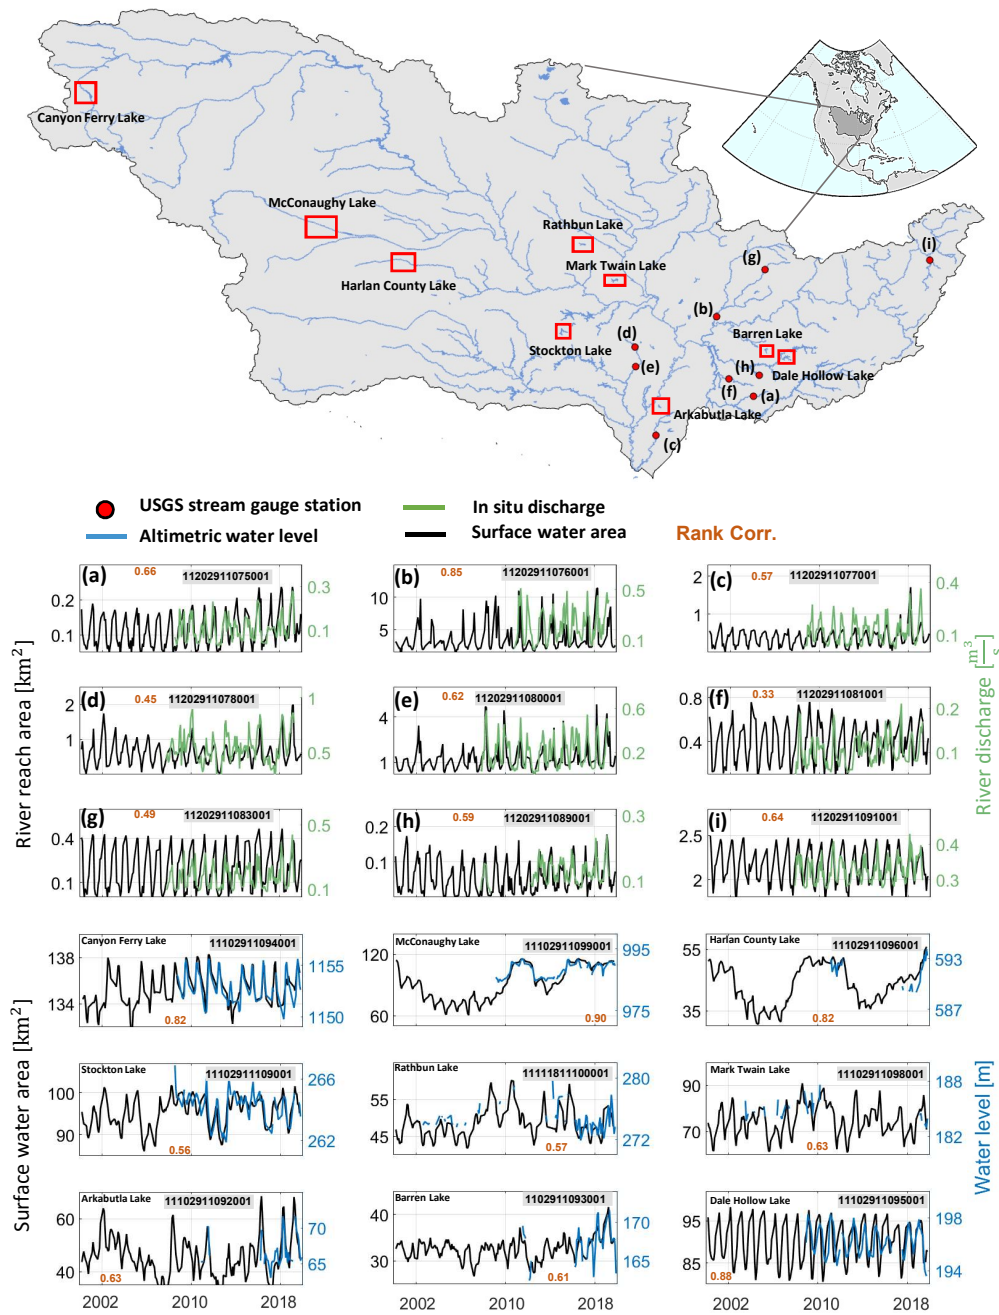 Canyon Ferry Lake
McConaughy Lake
Harlan County Lake
Rathbun Lake
Mark Twain Lake
Stockton Lake
(i)
(g)
(b)
(d)
(e)
Barren Lake
(h)
Dale Hollow Lake
(f)
(a)
Arkabutla Lake
(c)
USGS stream gauge station
In situ discharge
Altimetric water level
Surface water area
Rank Corr.
River reach area [km²]
River discharge [m³/s]
(a)
0.66
11202911075001
0.2
0.1
0.3
0.1
(b)
0.85
11202911076001
10
5
0.5
0.1
(c)
0.57
11202911077001
2
1
0.4
0.1
(d)
0.45
11202911078001
2
1
1
0.5
(e)
0.62
11202911080001
4
1
0.6
0.2
(f)
0.33
11202911081001
0.8
0.4
0.2
0.1
(g)
0.49
11202911083001
0.4
0.1
0.5
0.1
(h)
0.59
11202911089001
0.2
0.1
0.3
0.1
(i)
0.64
11202911091001
2.5
2
0.4
0.3
Surface water area [km²]
Water level [m]
Canyon Ferry Lake
11102911094001
138
134
1155
1150
0.82
McConaughy Lake
11102911099001
120
60
995
975
0.90
Harlan County Lake
11102911096001
55
35
593
587
0.82
Stockton Lake
11102911109001
100
90
266
262
0.56
Rathbun Lake
11111811100001
55
45
280
272
0.57
Mark Twain Lake
11102911098001
90
70
188
182
0.63
Arkabutla Lake
11102911092001
60
40
70
65
0.63
Barren Lake
1102911093001
40
30
170
165
0.61
Dale Hollow Lake
11102911095001
95
85
198
194
0.88
2002 2010 2018
2002 2010 2018
2002 2010 2018